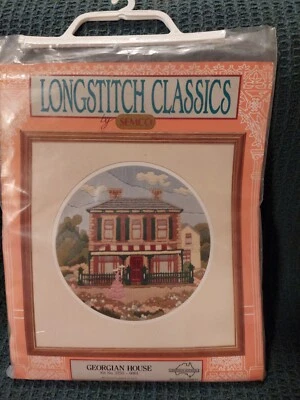 LONGSTITCH CLASSICS
by SEMCO
GEORGIAN HOUSE